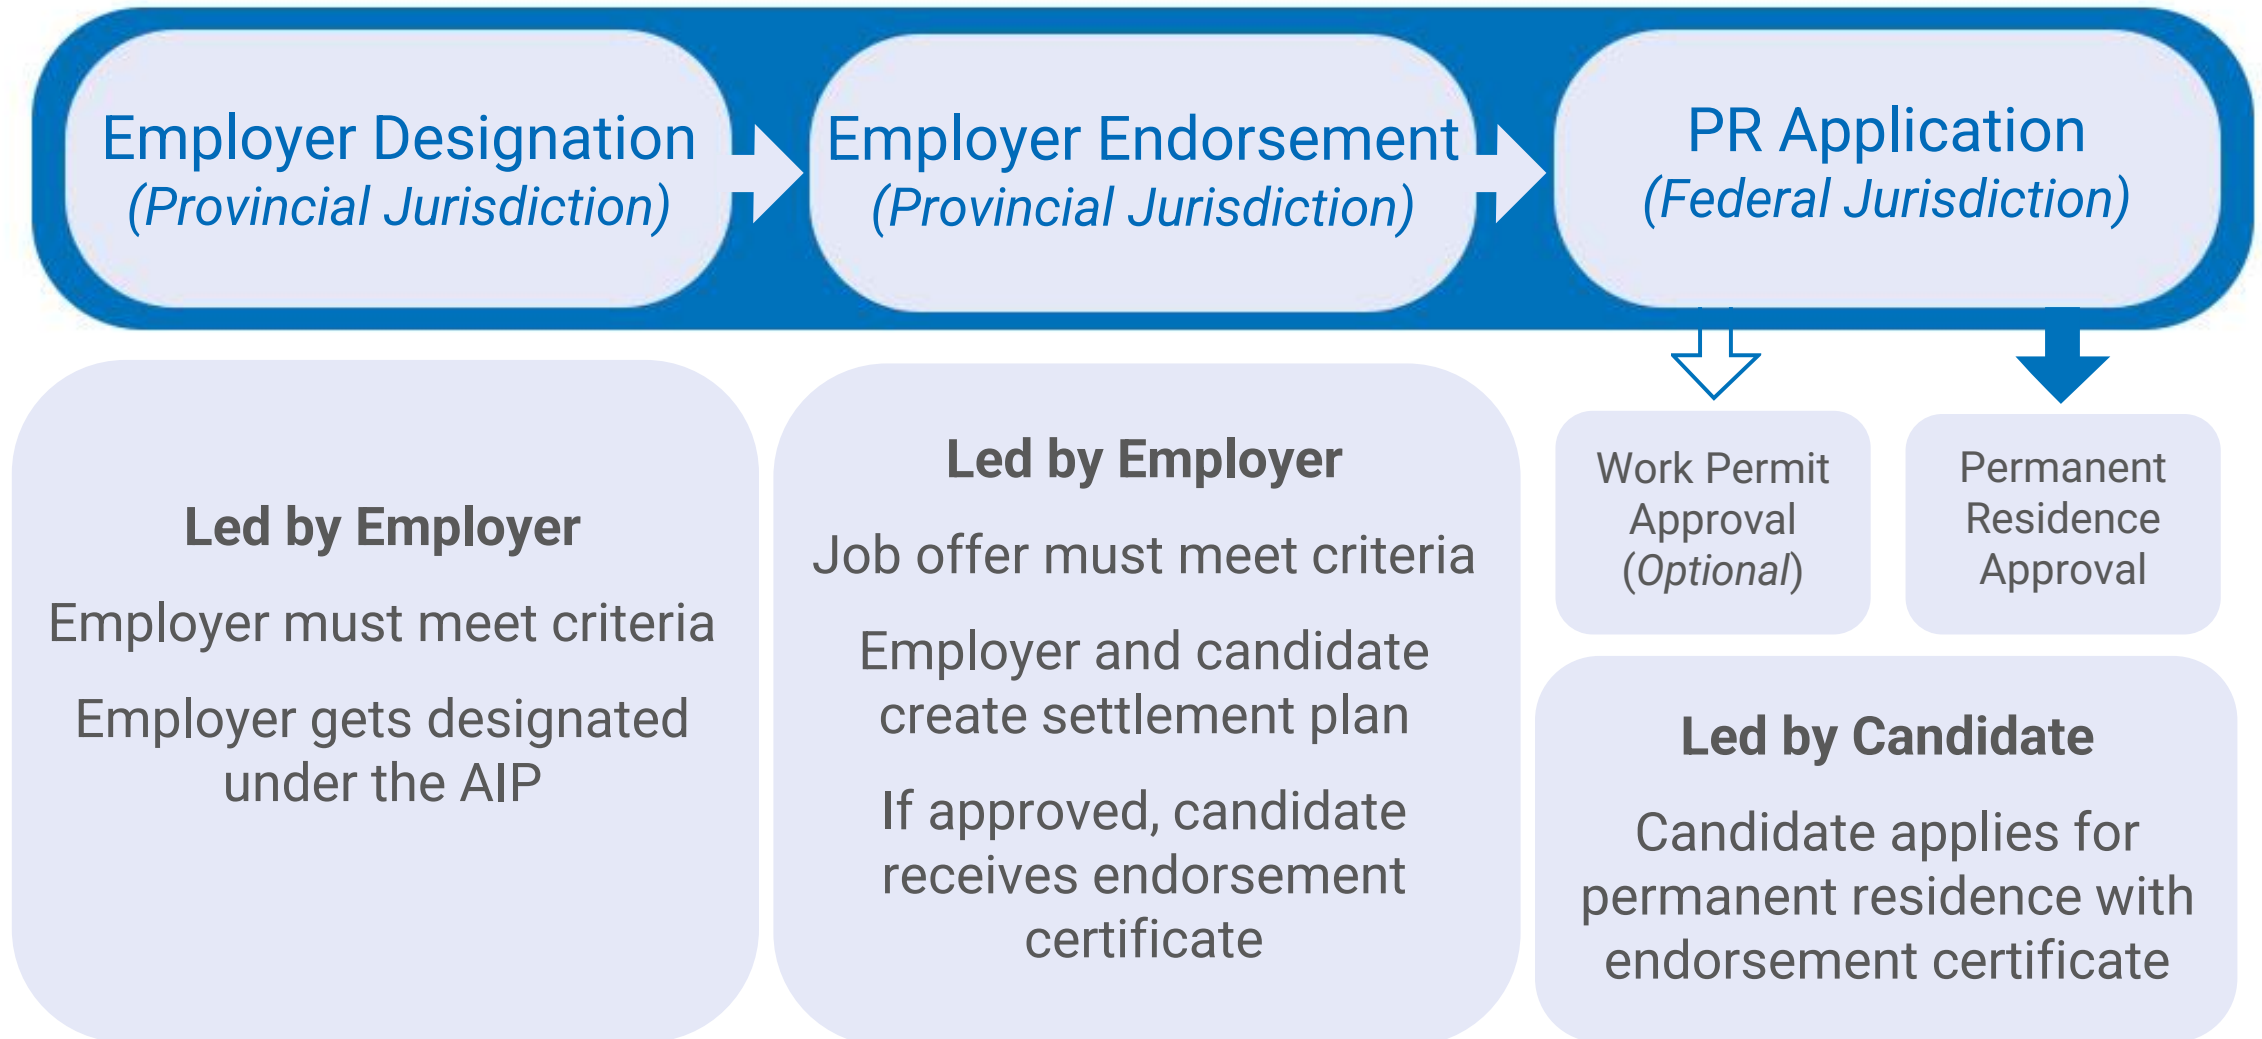 Employer Designation
(Provincial Jurisdiction)
Employer Endorsement
(Provincial Jurisdiction)
PR Application
(Federal Jurisdiction)
Led by Employer
Employer must meet criteria
Employer gets designated
under the AIP
Led by Employer
Job offer must meet criteria
Employer and candidate
create settlement plan
If approved, candidate
receives endorsement
certificate
Work Permit
Approval
(Optional)
Permanent
Residence
Approval
Led by Candidate
Candidate applies for
permanent residence with
endorsement certificate